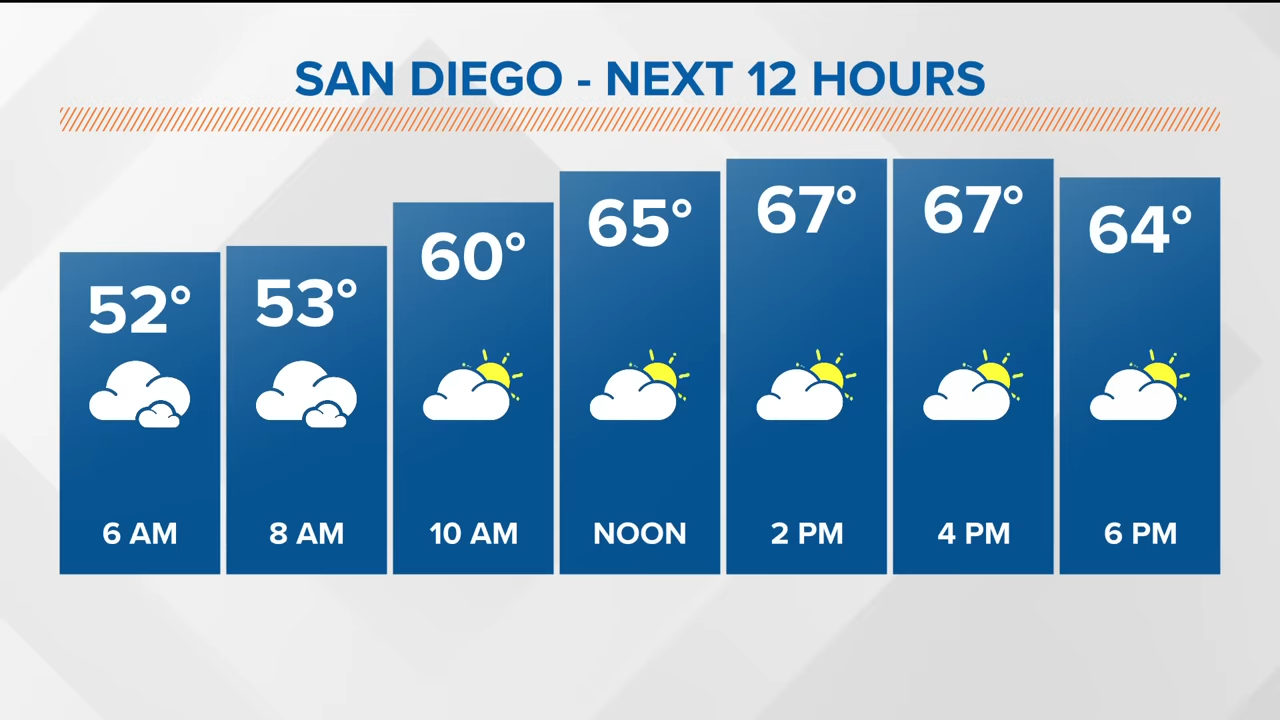 SAN DIEGO - NEXT 12 HOURS
52° 53° 60° 65° 67° 67° 64°
6 AM 8 AM 10 AM NOON 2 PM 4 PM 6 PM